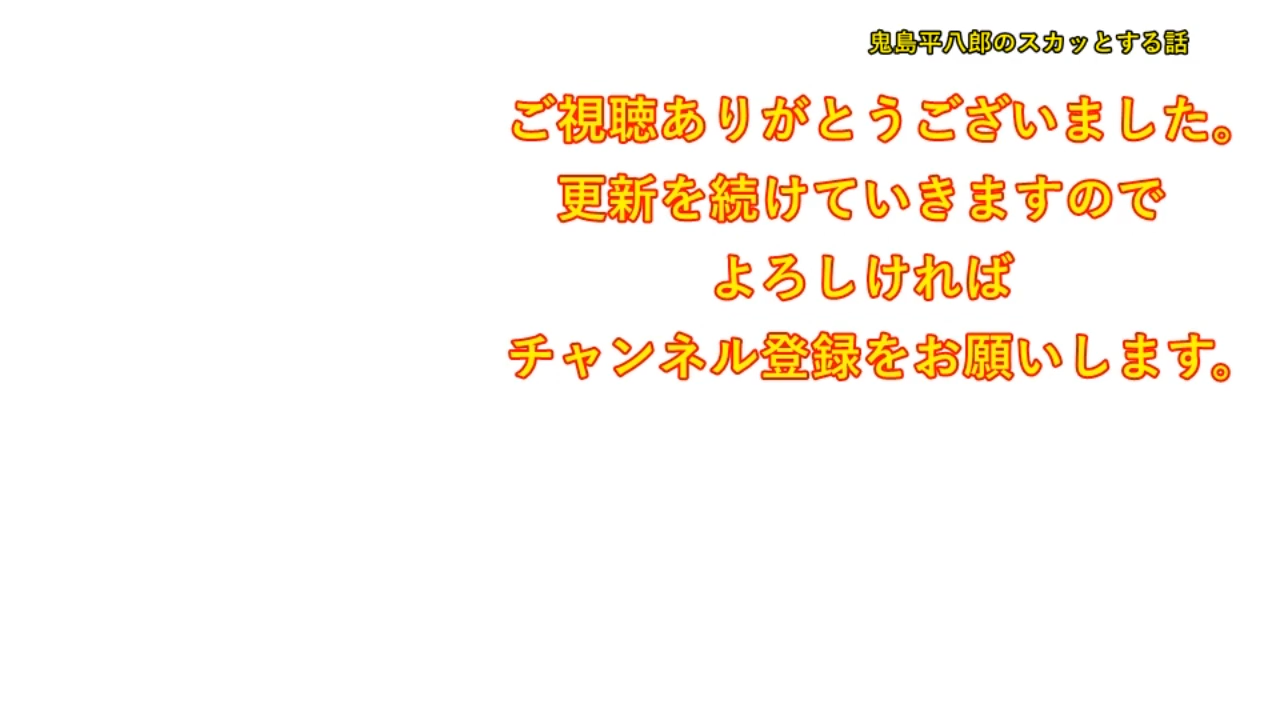 鬼島平八郎のスカッとする話
ご視聴ありがとうございました。
更新を続けていきますので
よろしければ
チャンネル登録をお願いします。